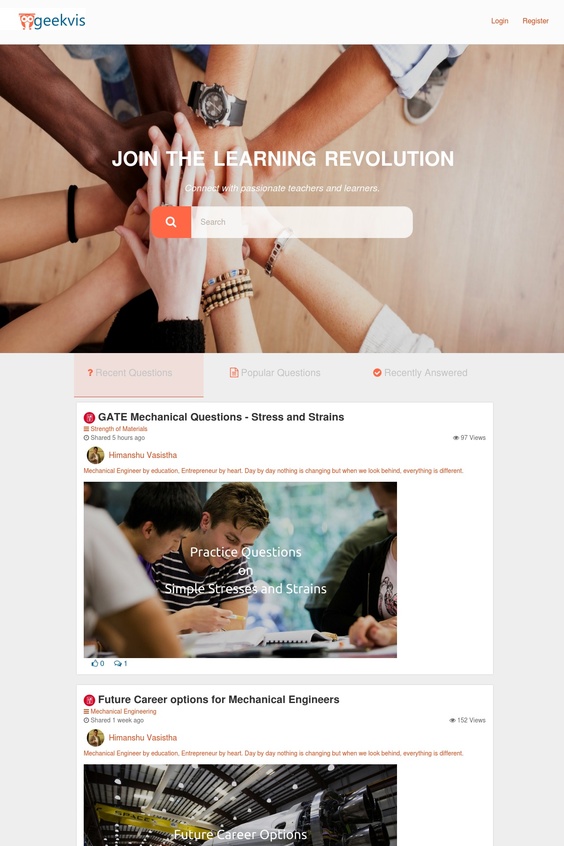 geekvis
Login Register
JOIN THE LEARNING REVOLUTION
Connect with passionate teachers and learners.
Search
Recent Questions Popular Questions Recently Answered
GATE Mechanical Questions - Stress and Strains
Strength of Materials
Shared 5 hours ago 97 Views
Himanshu Vasistha
Mechanical Engineer by education, Entrepreneur by heart. Day by day nothing is changing but when we look behind, everything is different.
Practice Questions
on
Simple Stresses and Strains
0 1
Future Career options for Mechanical Engineers
Mechanical Engineering
Shared 1 week ago 152 Views
Himanshu Vasistha
Mechanical Engineer by education, Entrepreneur by heart. Day by day nothing is changing but when we look behind, everything is different.
Future Career Options